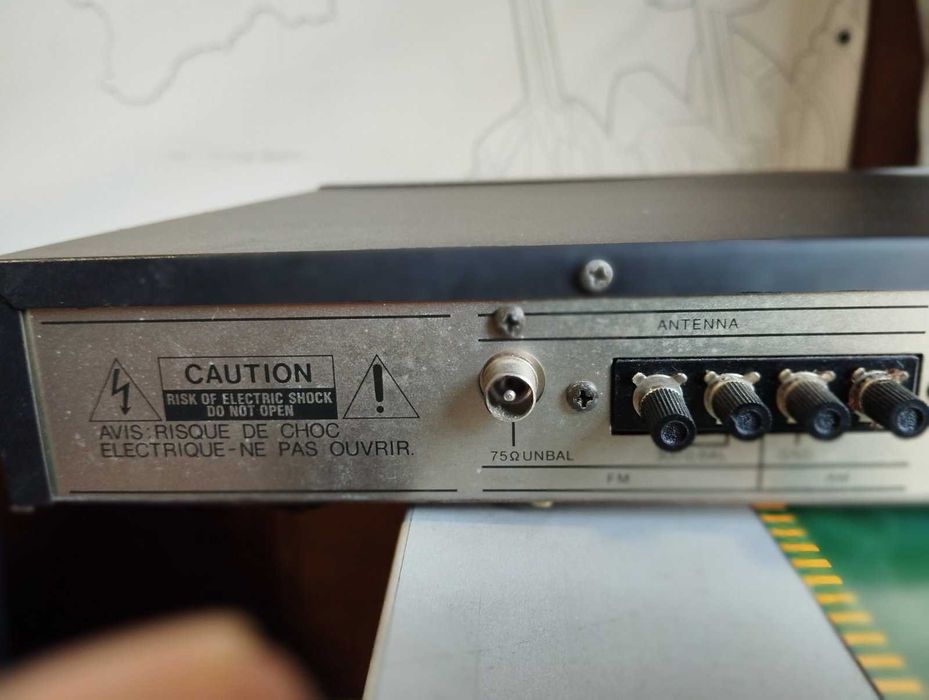 CAUTION
RISK OF ELECTRIC SHOCK
DO NOT OPEN
AVIS: RISQUE DE CHOC
ELECTRIQUE-NE PAS OUVRIR.
ANTENNA
75Ω UNBAL
FM